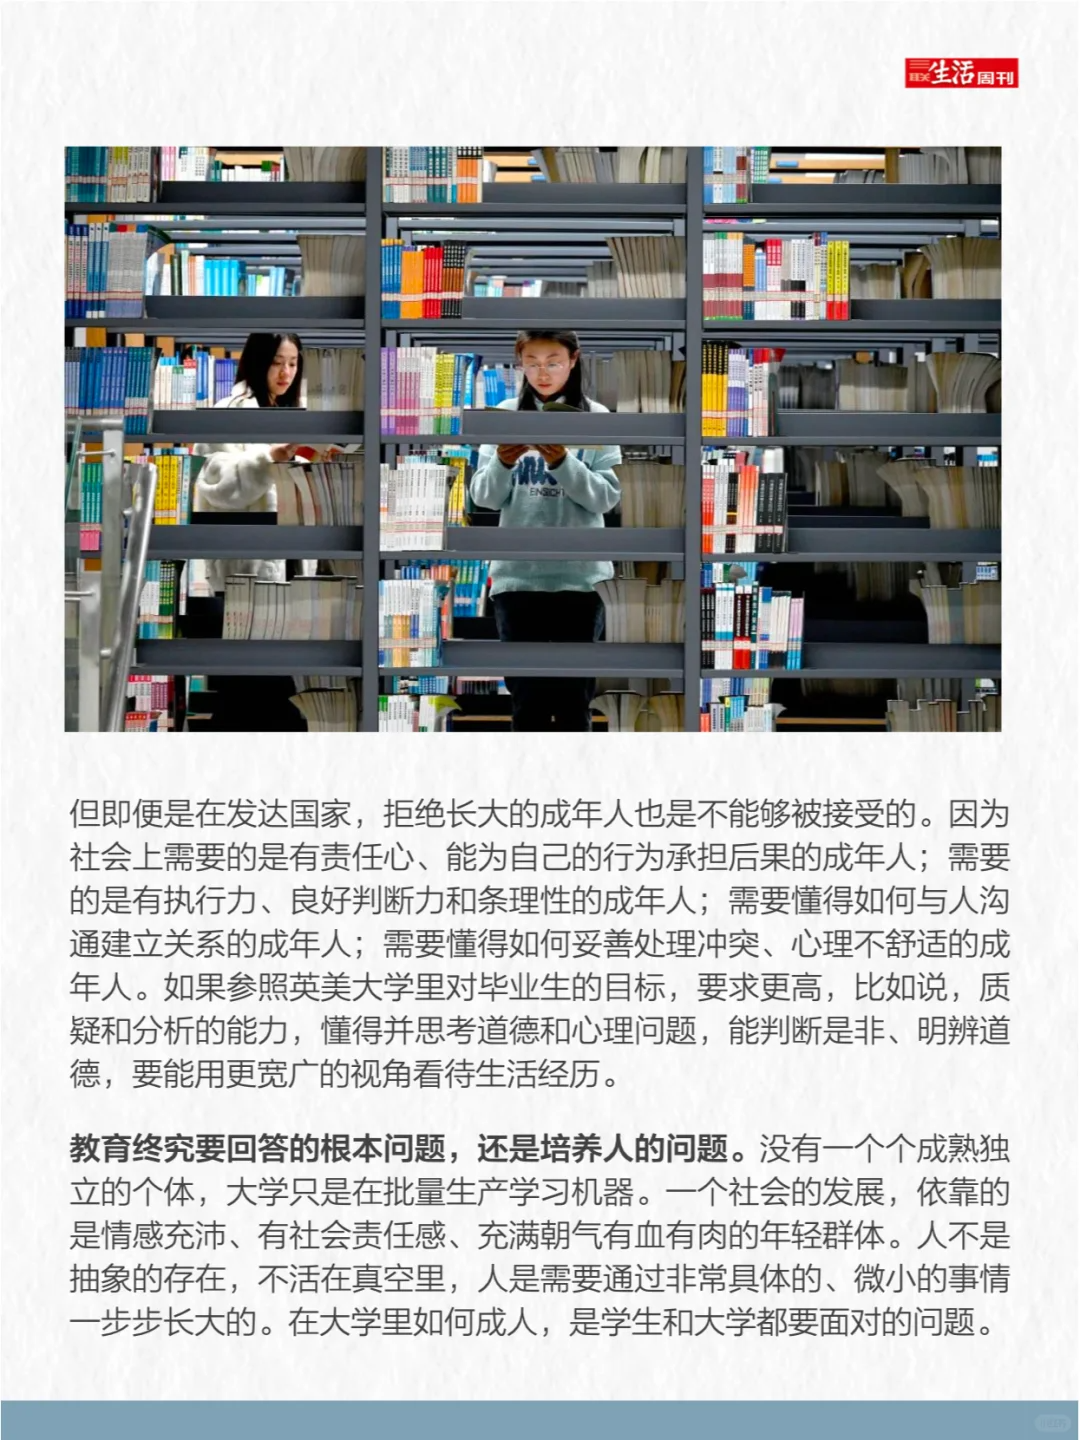 生活周刊
EINSICHT
但即便是在发达国家，拒绝长大的成年人也是不能够被接受的。因为
社会上需要的是有责任心、能为自己的行为承担后果的成年人；需要
的是有执行力、良好判断力和条理性的成年人；需要懂得如何与人沟
通建立关系的成年人；需要懂得如何妥善处理冲突、心理不舒适的成
年人。如果参照英美大学里对毕业生的目标，要求更高，比如说，质
疑和分析的能力，懂得并思考道德和心理问题，能判断是非、明辨道
德，要能用更宽广的视角看待生活经历。
教育终究要回答的根本问题，还是培养人的问题。没有一个个成熟独
立的个体，大学只是在批量生产学习机器。一个社会的发展，依靠的
是情感充沛、有社会责任感、充满朝气有血有肉的年轻群体。人不是
抽象的存在，不活在真空里，人是需要通过非常具体的、微小的事情
一步步长大的。在大学里如何成人，是学生和大学都要面对的问题。